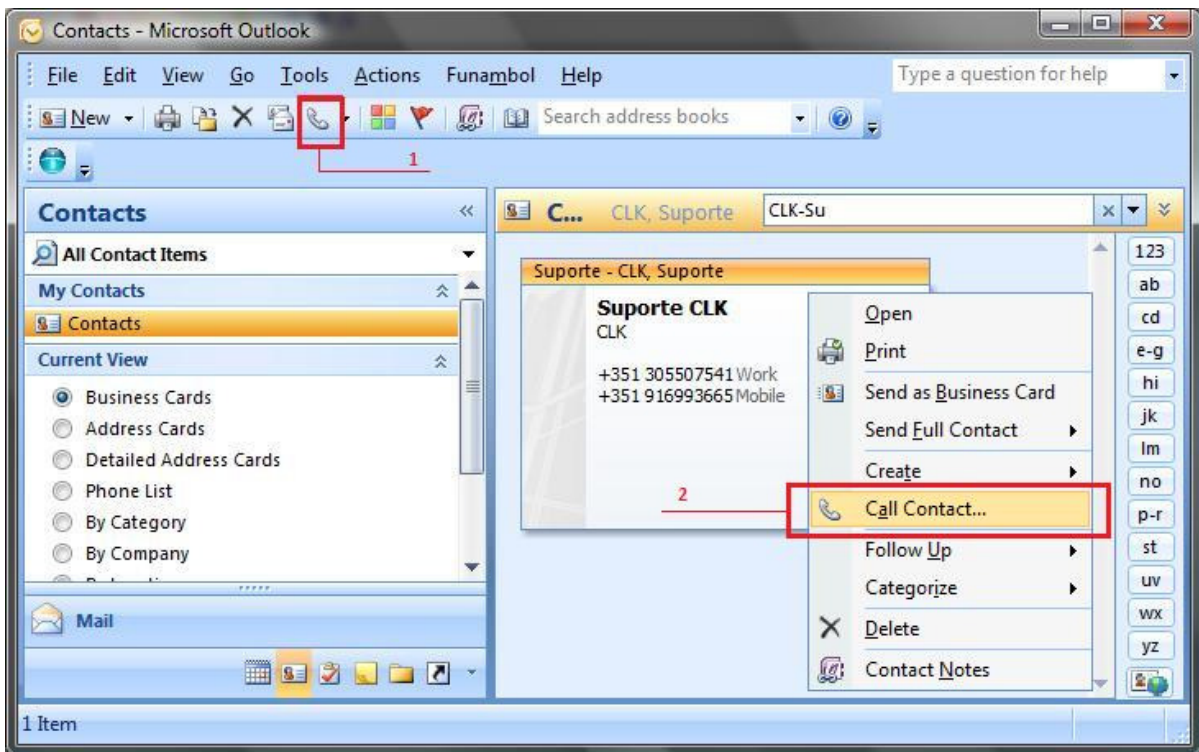 Contacts - Microsoft Outlook
File Edit View Go Tools Actions Funambol Help Type a question for help
New Search address books
1
Contacts
All Contact Items
My Contacts
Contacts
Current View
Business Cards
Address Cards
Detailed Address Cards
Phone List
By Category
By Company
Mail
C... CLK, Suporte CLK-Su
Suporte - CLK, Suporte
Suporte CLK
CLK
+351 305507541 Work
+351 916993665 Mobile
2
Open
Print
Send as Business Card
Send Full Contact
Create
Call Contact...
Follow Up
Categorize
Delete
Contact Notes
123
ab
cd
e-g
hi
jk
lm
no
p-r
st
uv
wx
yz
1 Item